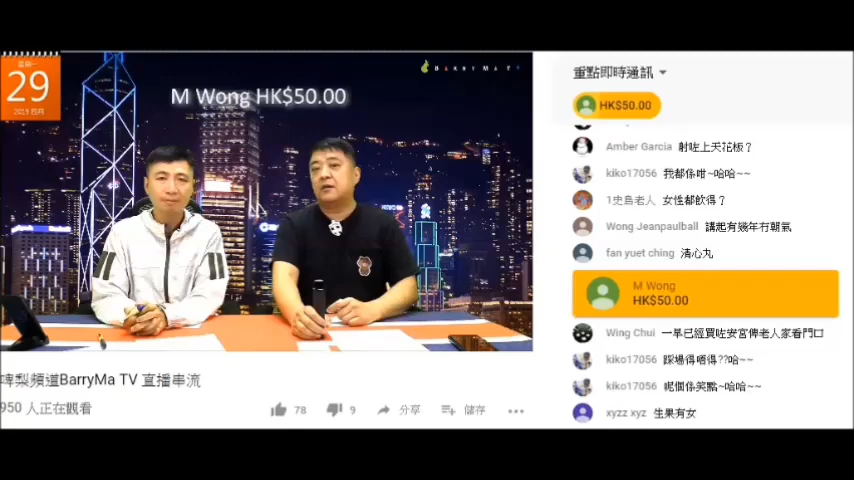 星期一
29
2019 四月
M Wong HK$50.00
BARRYMATV
啤梨頻道BarryMa TV 直播串流
950 人正在觀看
78
9
分享
儲存
重點即時通訊
HK$50.00
Amber Garcia 射咗上天花板？
kiko17056 我都係咁~哈哈~~
1史島老人 女性都飲得？
Wong Jeanpaulball 講起有幾年冇朝氣
fan yuet ching 清心丸
M Wong
HK$50.00
Wing Chui 一早已經買咗安宮俾老人家看門口
kiko17056 踩場得唔得??哈~~
kiko17056 呢個係笑點~哈哈~~
xyzz xyz 生果有女